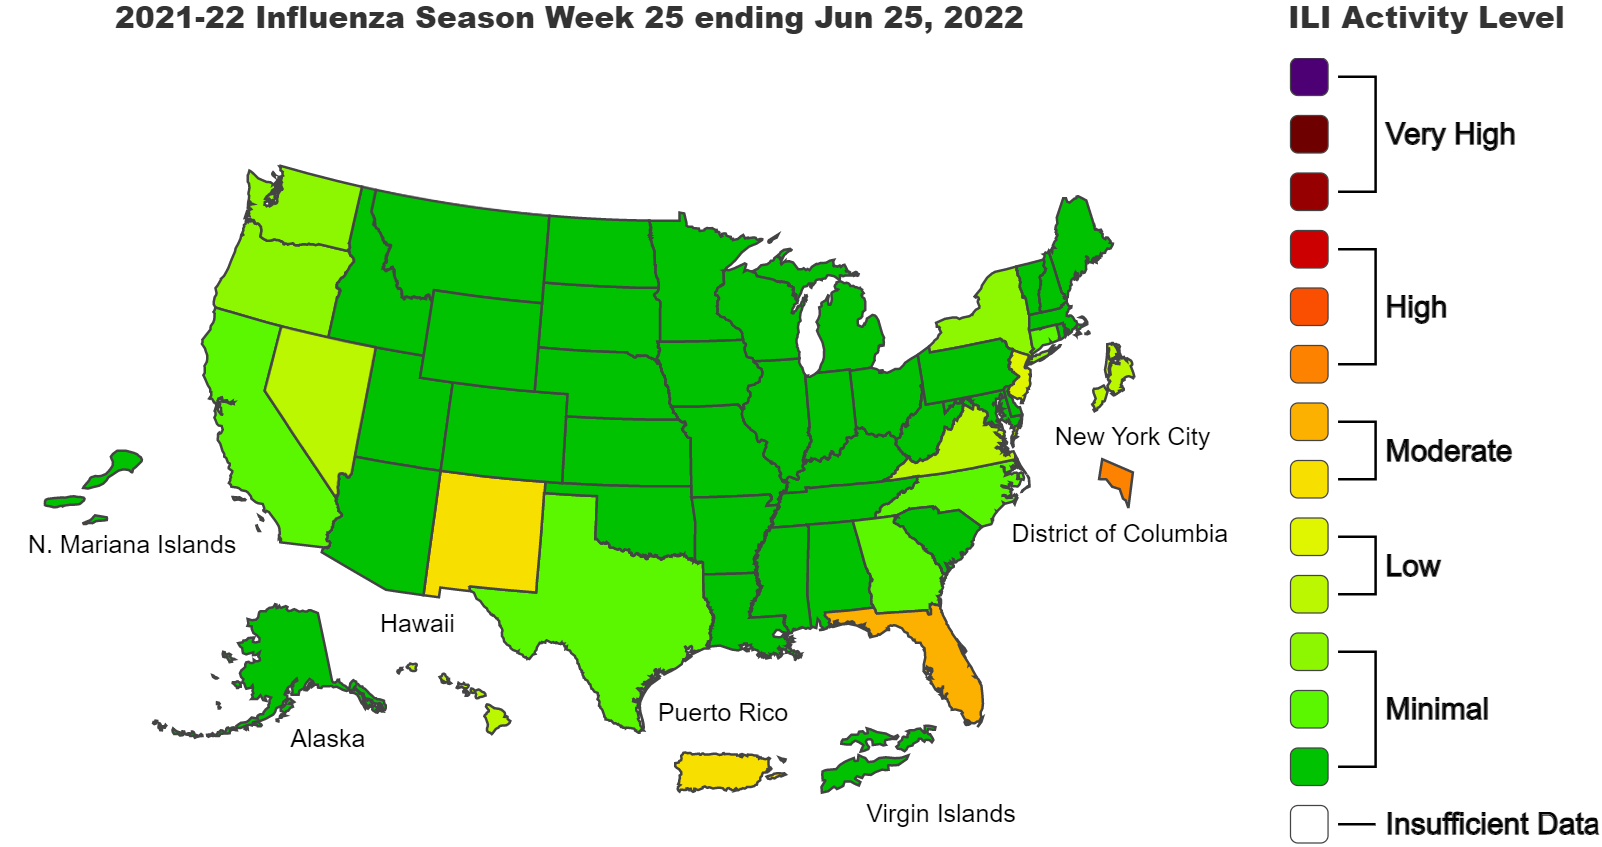 2021-22 Influenza Season Week 25 ending Jun 25, 2022
ILI Activity Level
Very High
High
Moderate
Low
Minimal
Insufficient Data
New York City
District of Columbia
N. Mariana Islands
Hawaii
Alaska
Puerto Rico
Virgin Islands